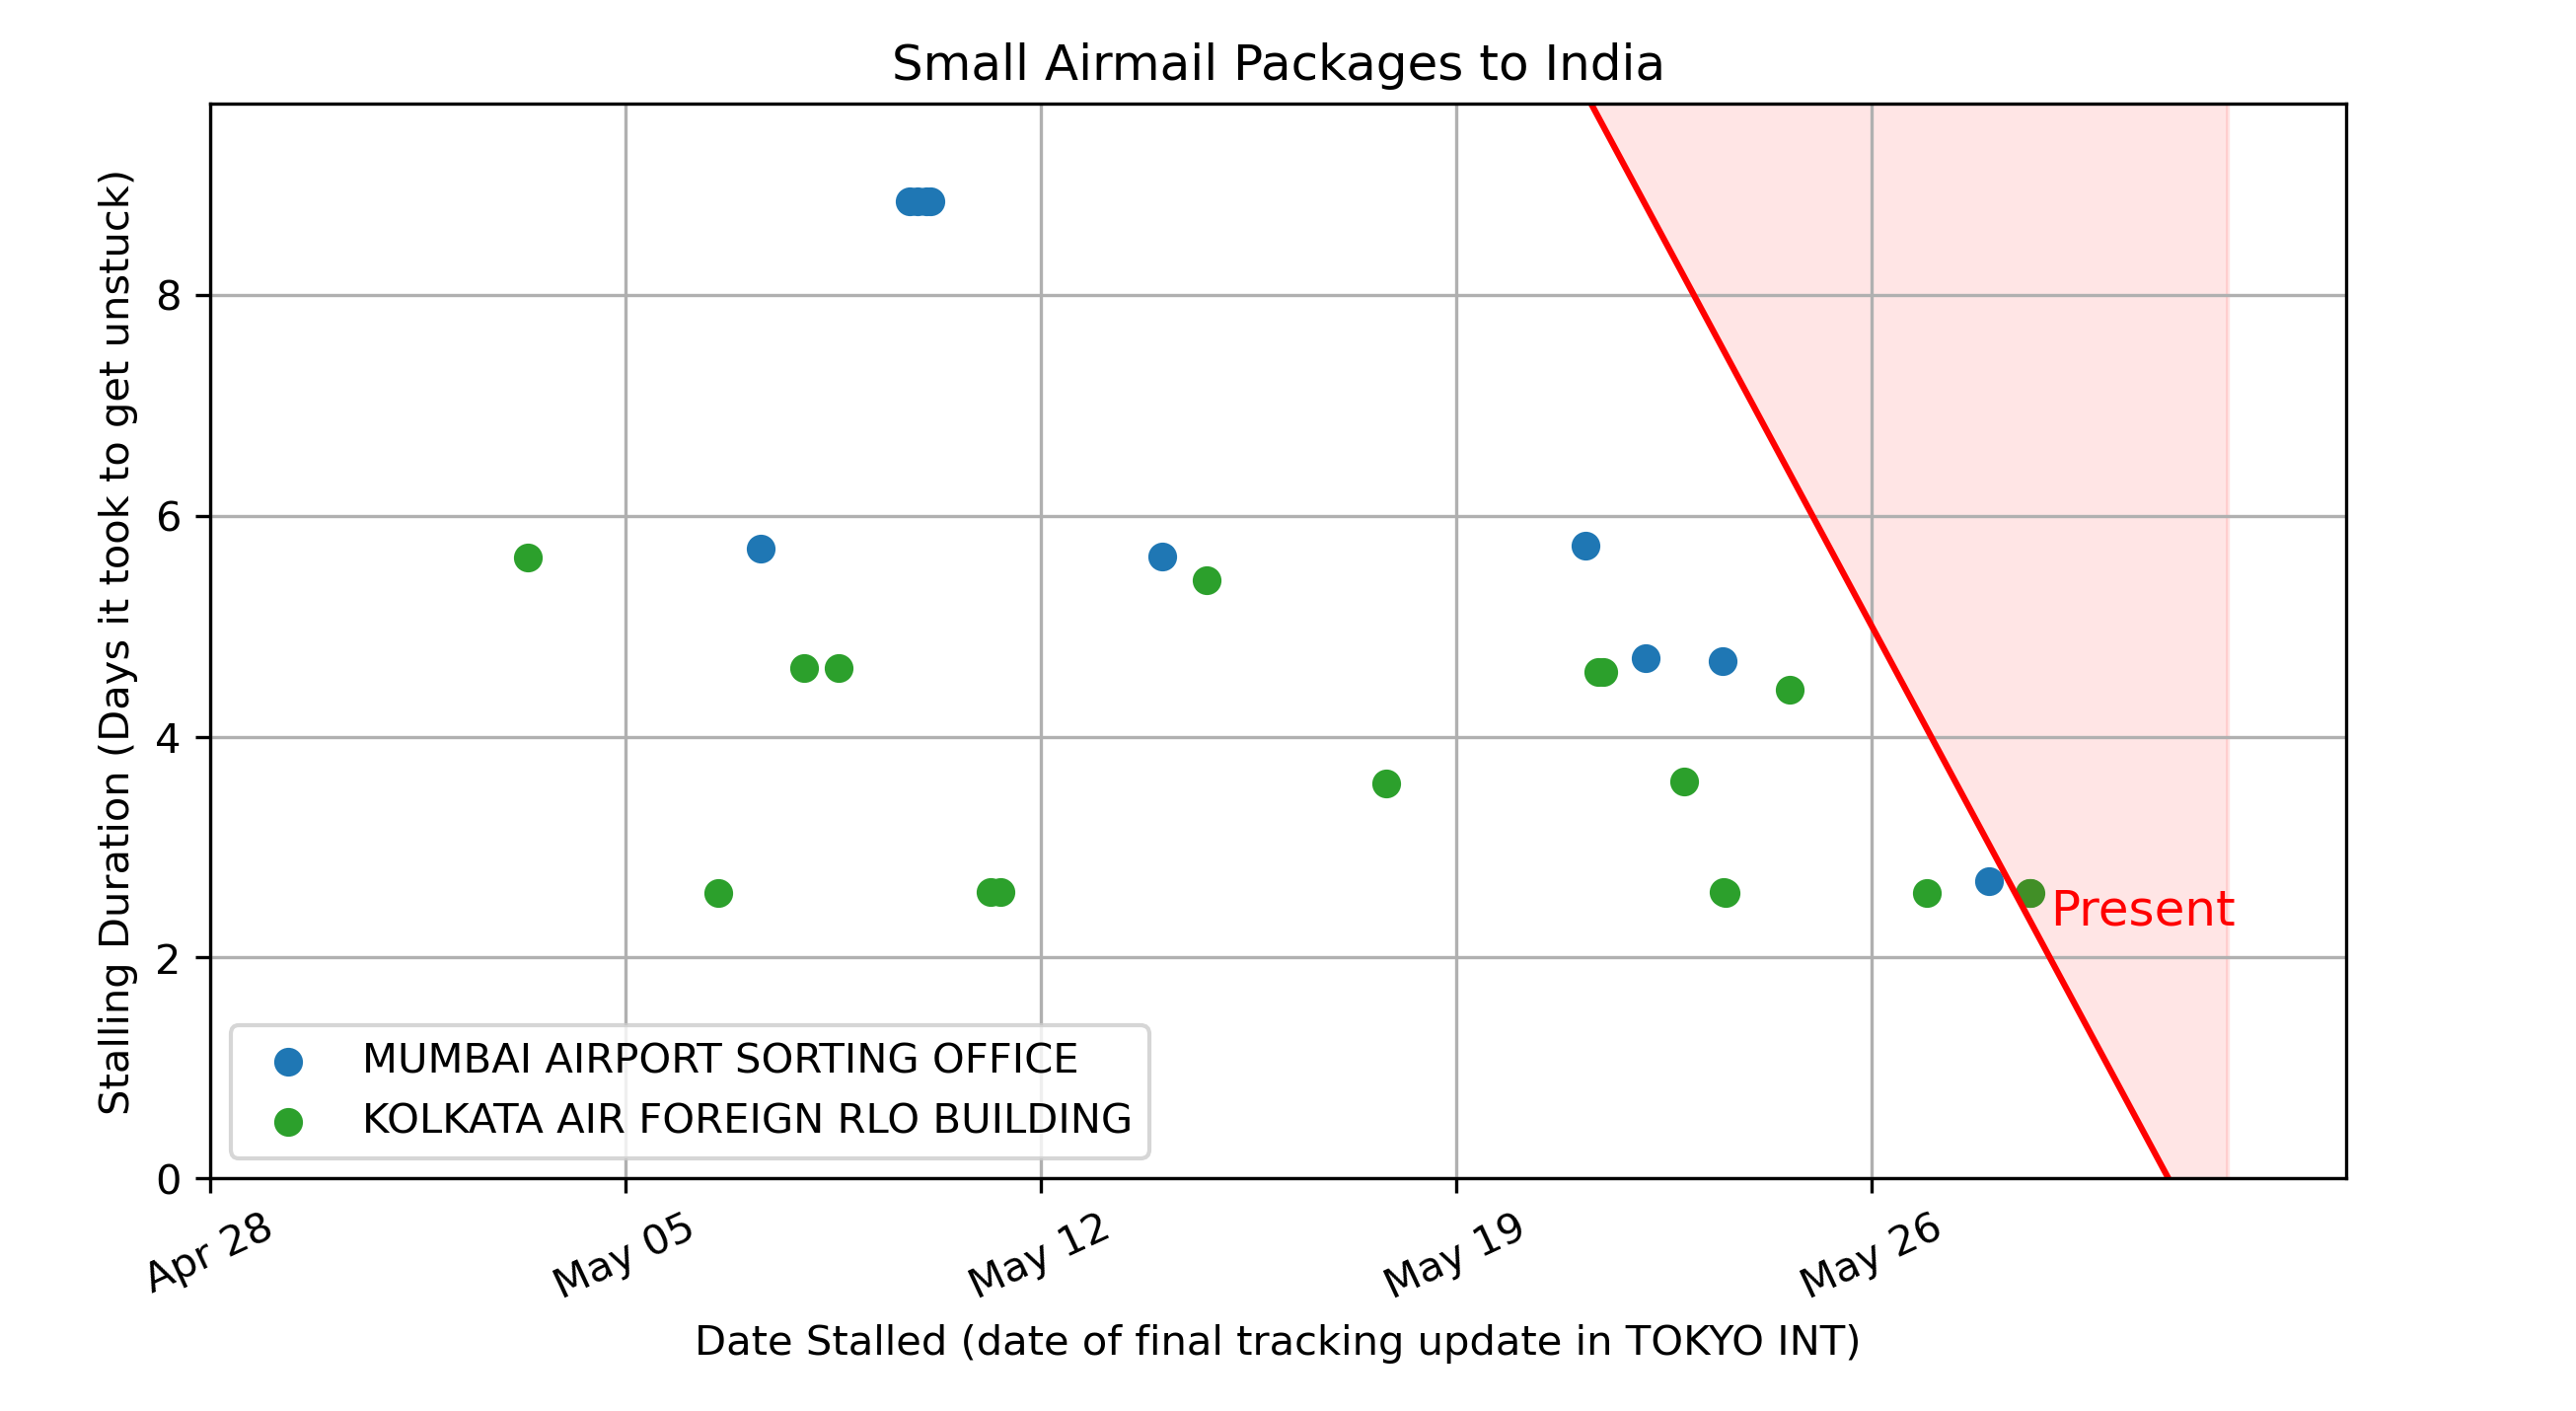 Small Airmail Packages to India
Stalling Duration (Days it took to get unstuck)
8
6
4
2
0
Present
MUMBAI AIRPORT SORTING OFFICE
KOLKATA AIR FOREIGN RLO BUILDING
Apr 28
May 05
May 12
May 19
May 26
Date Stalled (date of final tracking update in TOKYO INT)